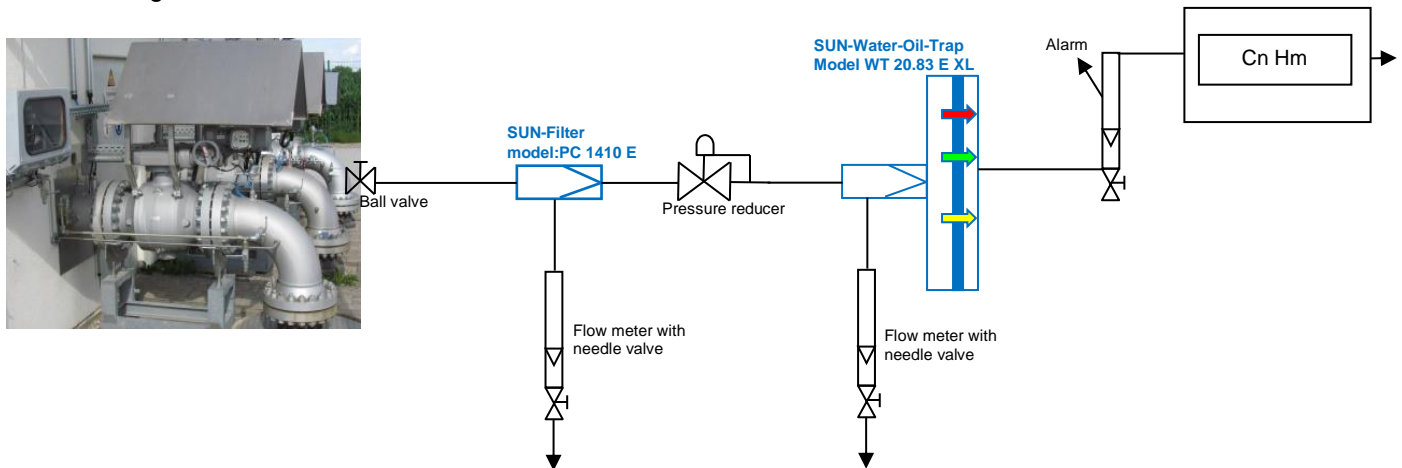 SUN-Water-Oil-Trap
Model WT 20.83 E XL
Alarm
Cn Hm
SUN-Filter
model:PC 1410 E
Ball valve
Pressure reducer
Flow meter with
needle valve
Flow meter with
needle valve